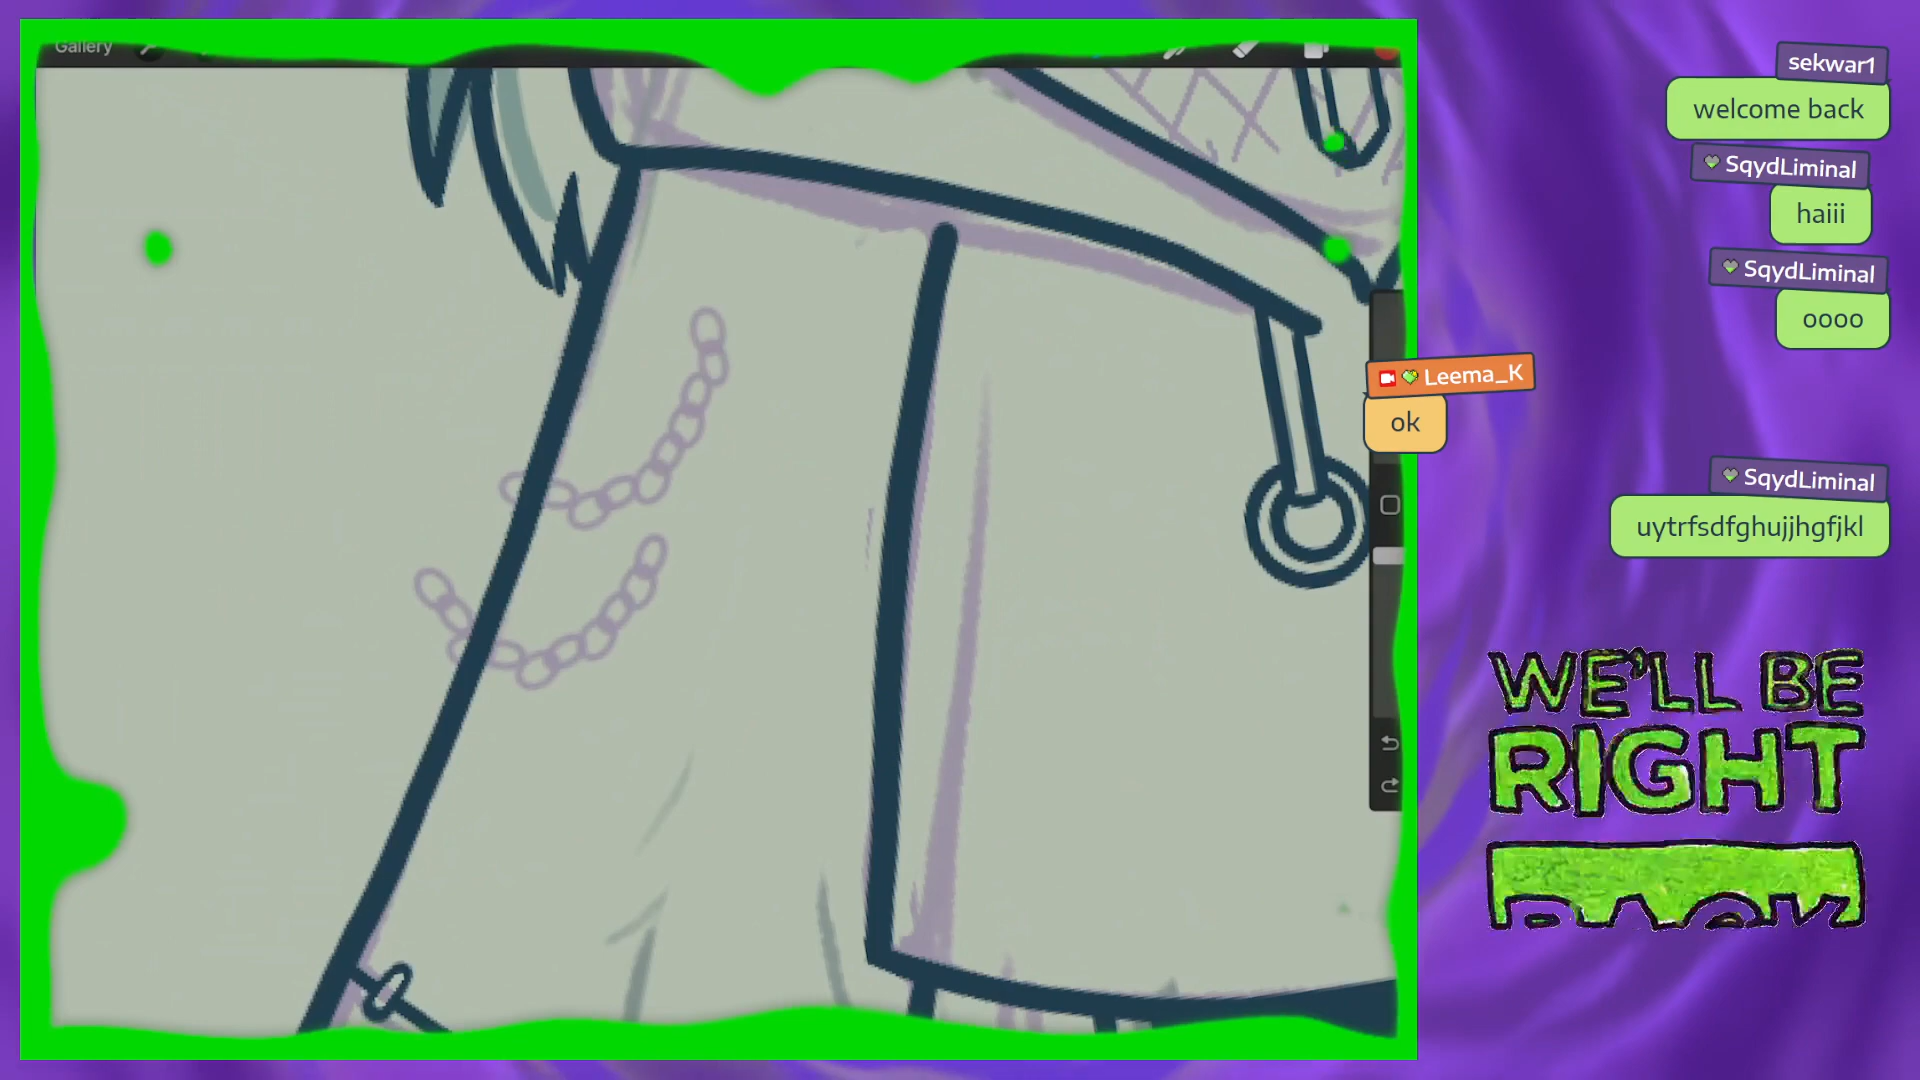 Gallery
sekwar1
welcome back
SqydLiminal
haiii
SqydLiminal
oooo
Leema_K
ok
SqydLiminal
uytrfsdfghujjhgfjkl
WE'LL BE
RIGHT